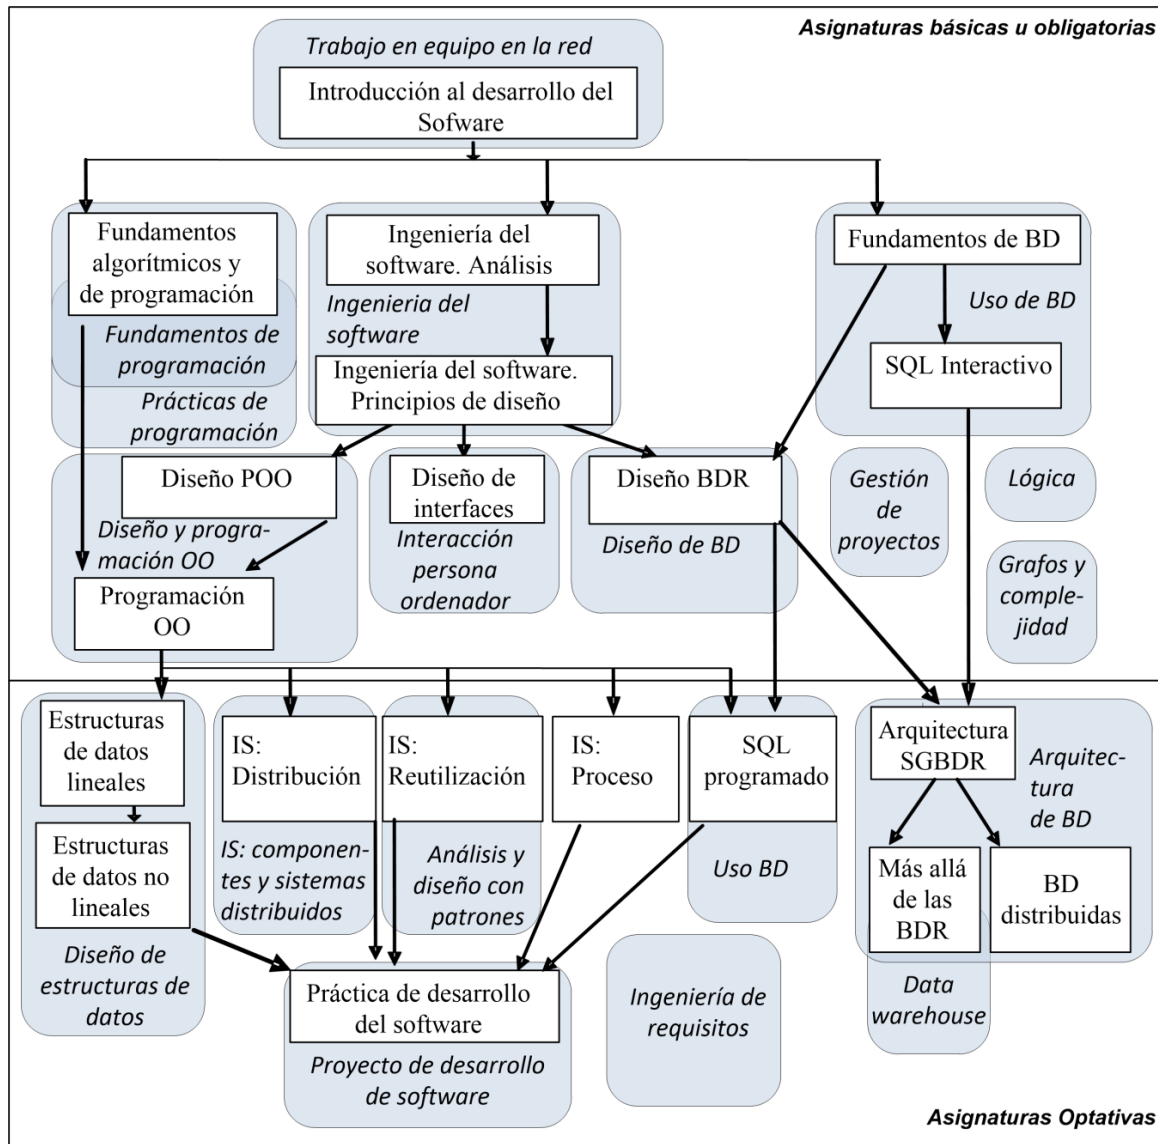 Asignaturas básicas u obligatorias
Trabajo en equipo en la red
Introducción al desarrollo del
Sofware
Fundamentos
algorítmicos y
de programación
Fundamentos de
programación
Prácticas de
programación
Ingeniería del
software. Análisis
Ingenieria del
software
Ingeniería del software.
Principios de diseño
Fundamentos de BD
Uso de BD
SQL Interactivo
Diseño POO
Diseño y progra-
mación OO
Programación
OO
Diseño de
interfaces
Interacción
persona
ordenador
Diseño BDR
Diseño de BD
Gestión
de
proyectos
Lógica
Grafos y
comple-
jidad
Estructuras
de datos
lineales
Estructuras
de datos no
lineales
Diseño de
estructuras de
datos
IS:
Distribución
IS: componen-
tes y sistemas
distribuidos
IS:
Reutilización
Análisis y
diseño con
patrones
IS:
Proceso
SQL
programado
Uso BD
Arquitectura
SGBDR
Arquitec-
tura
de BD
Más allá
de las
BDR
BD
distribuidas
Data
warehouse
Práctica de desarrollo
del software
Proyecto de desarrollo
de software
Ingeniería de
requisitos
Asignaturas Optativas